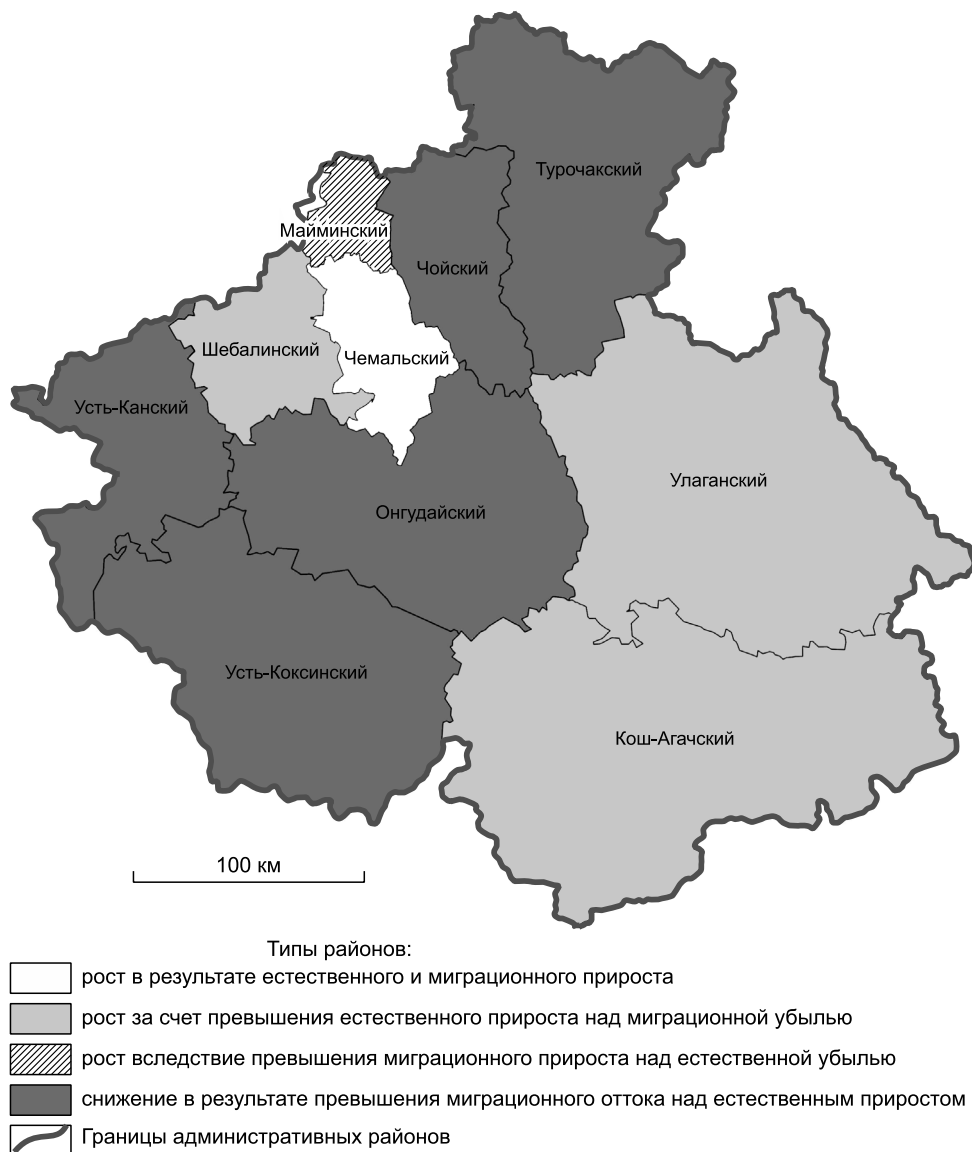 Турочакский
Майминский
Чойский
Шебалинский
Чемальский
Усть-Канский
Улаганский
Онгудайский
Усть-Коксинский
Кош-Агачский
100 км
Типы районов:
рост в результате естественного и миграционного прироста
рост за счет превышения естественного прироста над миграционной убылью
рост вследствие превышения миграционного прироста над естественной убылью
снижение в результате превышения миграционного оттока над естественным приростом
Границы административных районов